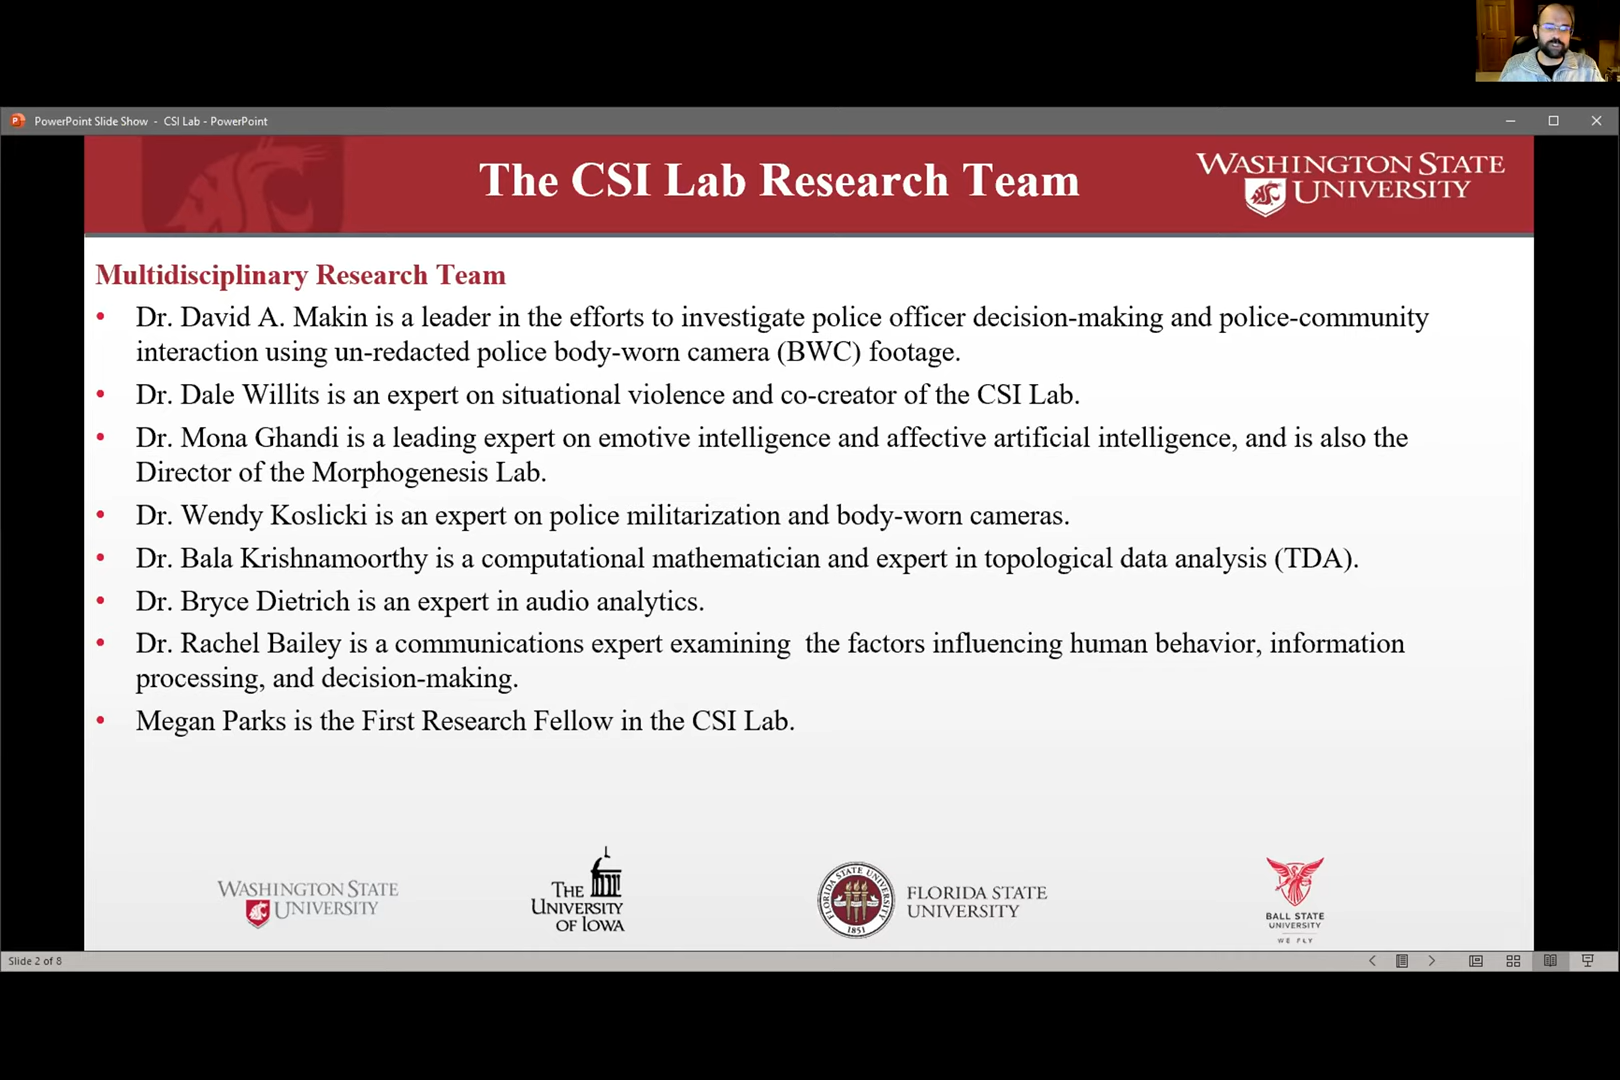 PowerPoint Slide Show - CSI Lab - PowerPoint
The CSI Lab Research Team
WASHINGTON STATE
UNIVERSITY
Multidisciplinary Research Team
• Dr. David A. Makin is a leader in the efforts to investigate police officer decision-making and police-community
interaction using un-redacted police body-worn camera (BWC) footage.
• Dr. Dale Willits is an expert on situational violence and co-creator of the CSI Lab.
• Dr. Mona Ghandi is a leading expert on emotive intelligence and affective artificial intelligence, and is also the
Director of the Morphogenesis Lab.
• Dr. Wendy Koslicki is an expert on police militarization and body-worn cameras.
• Dr. Bala Krishnamoorthy is a computational mathematician and expert in topological data analysis (TDA).
• Dr. Bryce Dietrich is an expert in audio analytics.
• Dr. Rachel Bailey is a communications expert examining  the factors influencing human behavior, information
processing, and decision-making.
• Megan Parks is the First Research Fellow in the CSI Lab.
WASHINGTON STATE
UNIVERSITY
THE
UNIVERSITY
OF IOWA
FLORIDA STATE UNIVERSITY
1851
FLORIDA STATE
UNIVERSITY
BALL STATE
UNIVERSITY
WE FLY
Slide 2 of 8